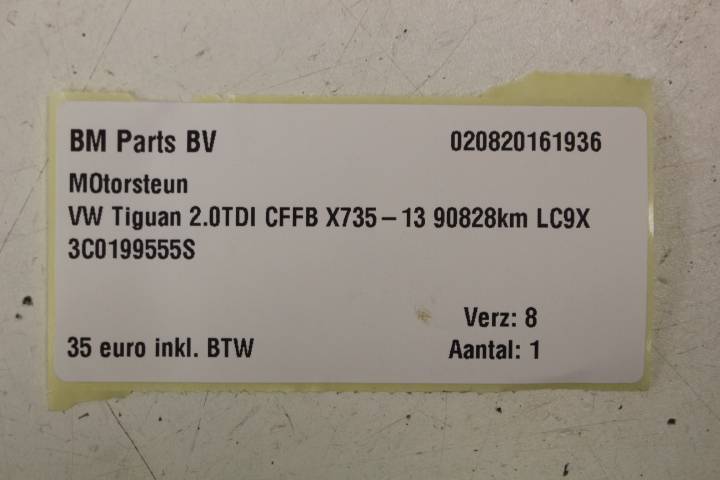 BM Parts BV 020820161936
MOtorsteun
VW Tiguan 2.0TDI CFFB X735-13 90828km LC9X
3C0199555S
Verz: 8
35 euro inkl. BTW Aantal: 1